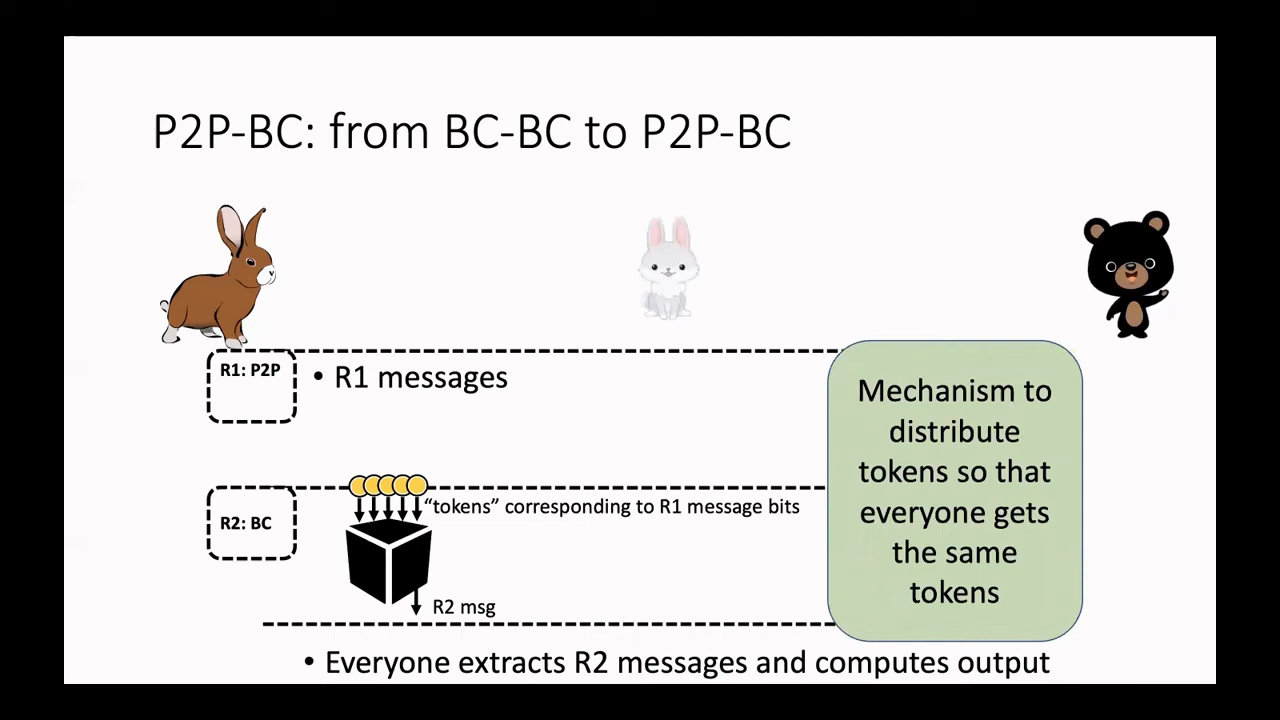 P2P-BC: from BC-BC to P2P-BC
R1: P2P
• R1 messages
Mechanism to
distribute
tokens so that
everyone gets
the same
tokens
"tokens" corresponding to R1 message bits
R2: BC
R2 msg
• Everyone extracts R2 messages and computes output